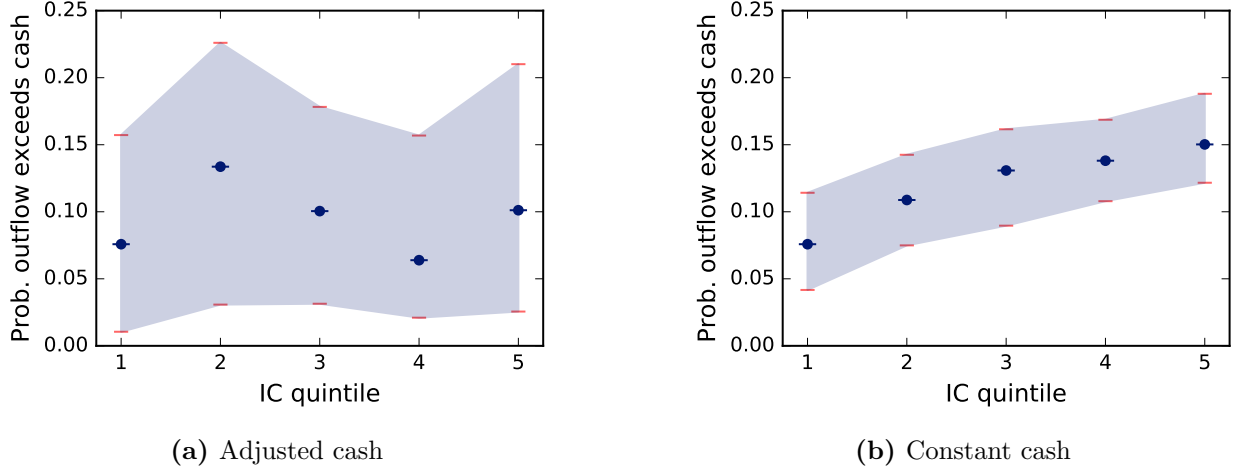 Prob. outflow exceeds cash
0.25
0.20
0.15
0.10
0.05
0.00
1 2 3 4 5
IC quintile
(a) Adjusted cash
Prob. outflow exceeds cash
0.25
0.20
0.15
0.10
0.05
0.00
1 2 3 4 5
IC quintile
(b) Constant cash